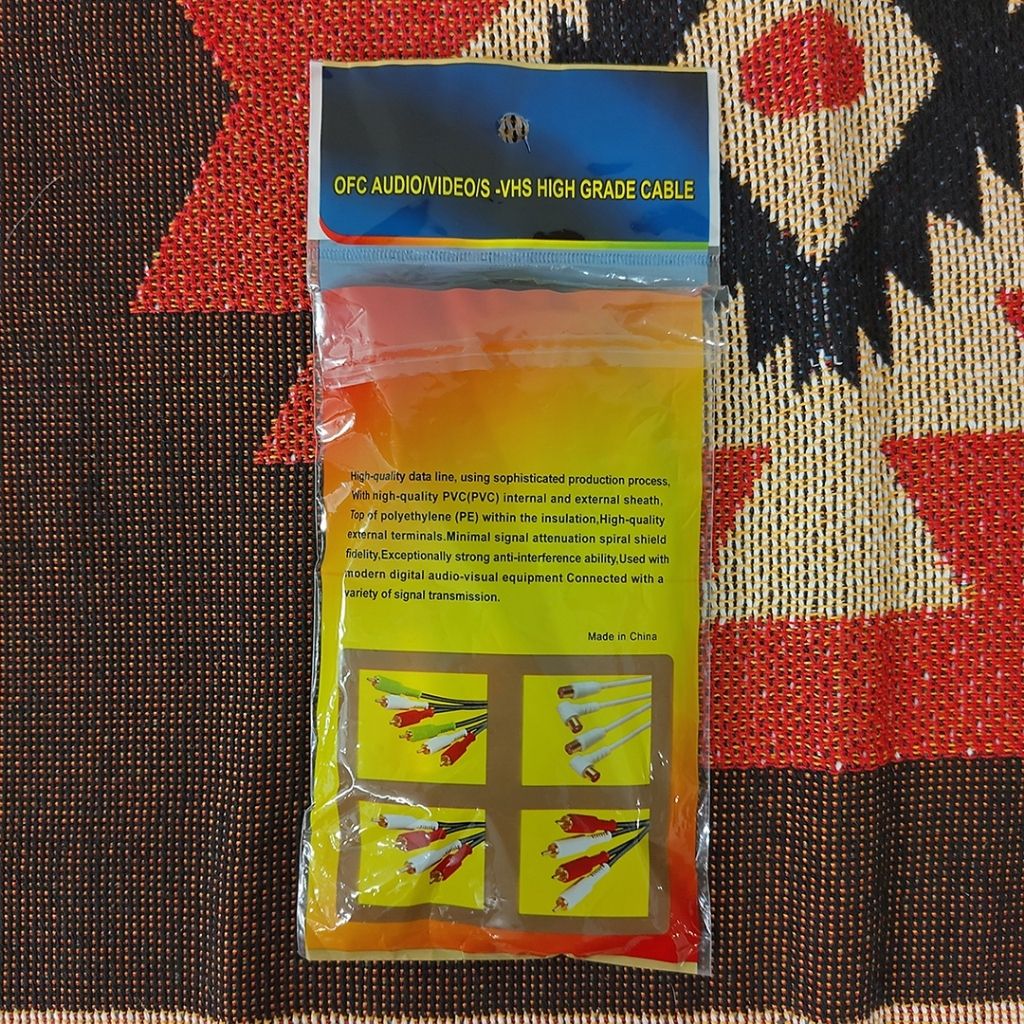 OFC AUDIO/VIDEO/S -VHS HIGH GRADE CABLE
High-quality data line, using sophisticated production process,
With nigh-quality PVC(PVC) internal and external sheath,
Top of polyethylene (PE) within the insulation,High-quality
external terminals.Minimal signal attenuation spiral shield
fidelity,Exceptionally strong anti-interference ability,Used with
modern digital audio-visual equipment Connected with a
variety of signal transmission.
Made in China